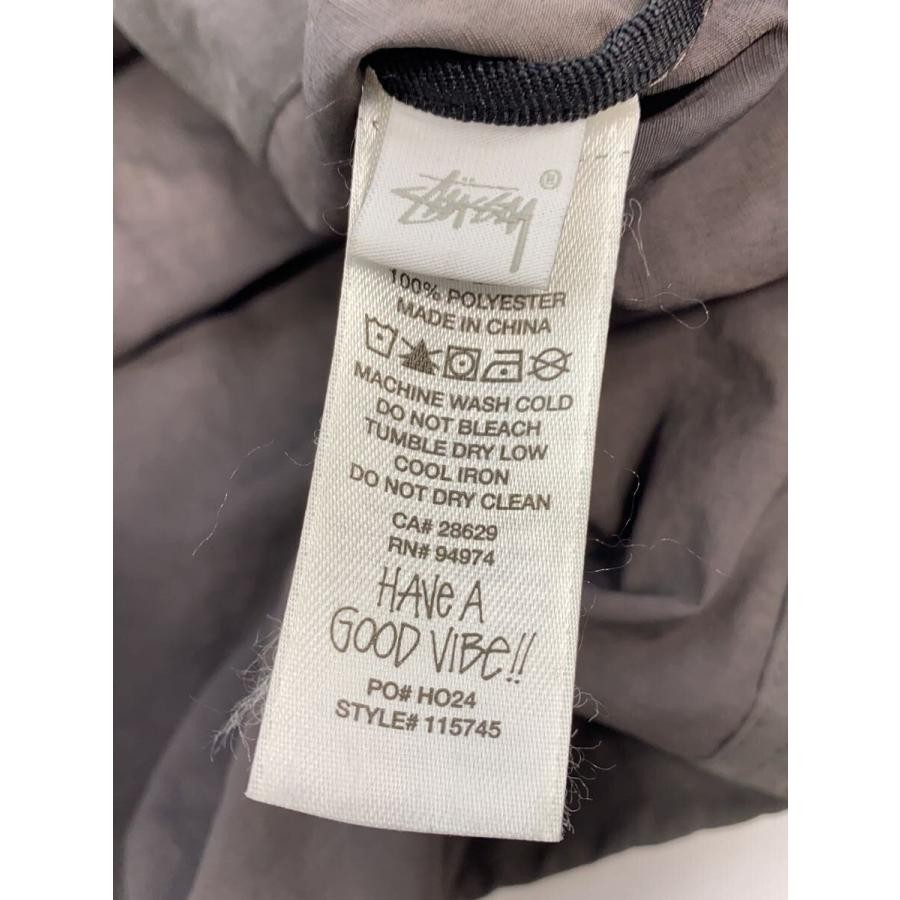 Stüssy ®
100% POLYESTER
MADE IN CHINA
MACHINE WASH COLD
DO NOT BLEACH
TUMBLE DRY LOW
COOL IRON
DO NOT DRY CLEAN
CA# 28629
RN# 94974
HAVE A
GOOD VIBE!!
PO# HO24
STYLE# 115745